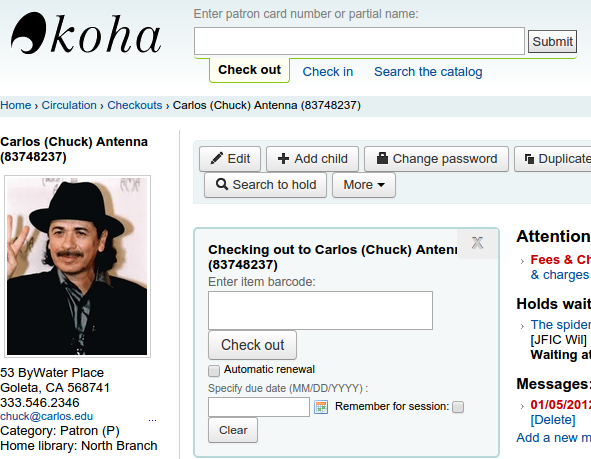 koha
Enter patron card number or partial name:
Submit
Check out Check in Search the catalog
Home › Circulation › Checkouts › Carlos (Chuck) Antenna (83748237)
Carlos (Chuck) Antenna
(83748237)
53 ByWater Place
Goleta, CA 568741
333.546.2346
chuck@carlos.edu ...
Category: Patron (P)
Home library: North Branch
Edit Add child Change password Duplicate
Search to hold More
Checking out to Carlos (Chuck) Antenn x
(83748237)
Enter item barcode:
Check out
Automatic renewal
Specify due date (MM/DD/YYYY) :
Remember for session:
Clear
Attention
› Fees & Ch
& charges
Holds wait
› The spider
[JFIC Wil]
Waiting at
Messages:
› 01/05/2012
[Delete]
Add a new m